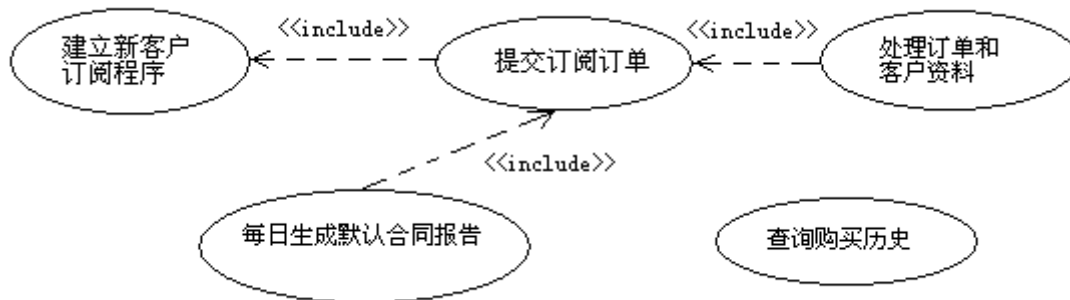 建立新客户
订阅程序
<<include>>
提交订阅订单
<<include>>
处理订单和
客户资料
<<include>>
每日生成默认合同报告
查询购买历史